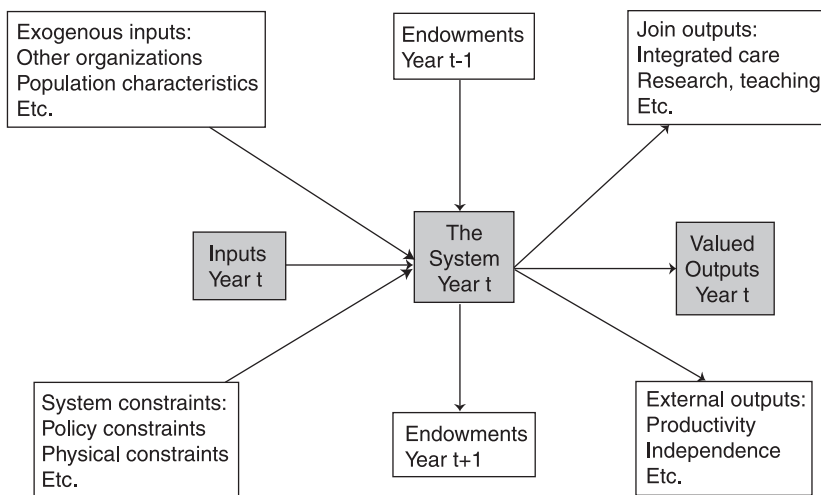 Exogenous inputs:
Other organizations
Population characteristics
Etc.
Endowments
Year t-1
Join outputs:
Integrated care
Research, teaching
Etc.
Inputs
Year t
The
System
Year t
Valued
Outputs
Year t
System constraints:
Policy constraints
Physical constraints
Etc.
Endowments
Year t+1
External outputs:
Productivity
Independence
Etc.